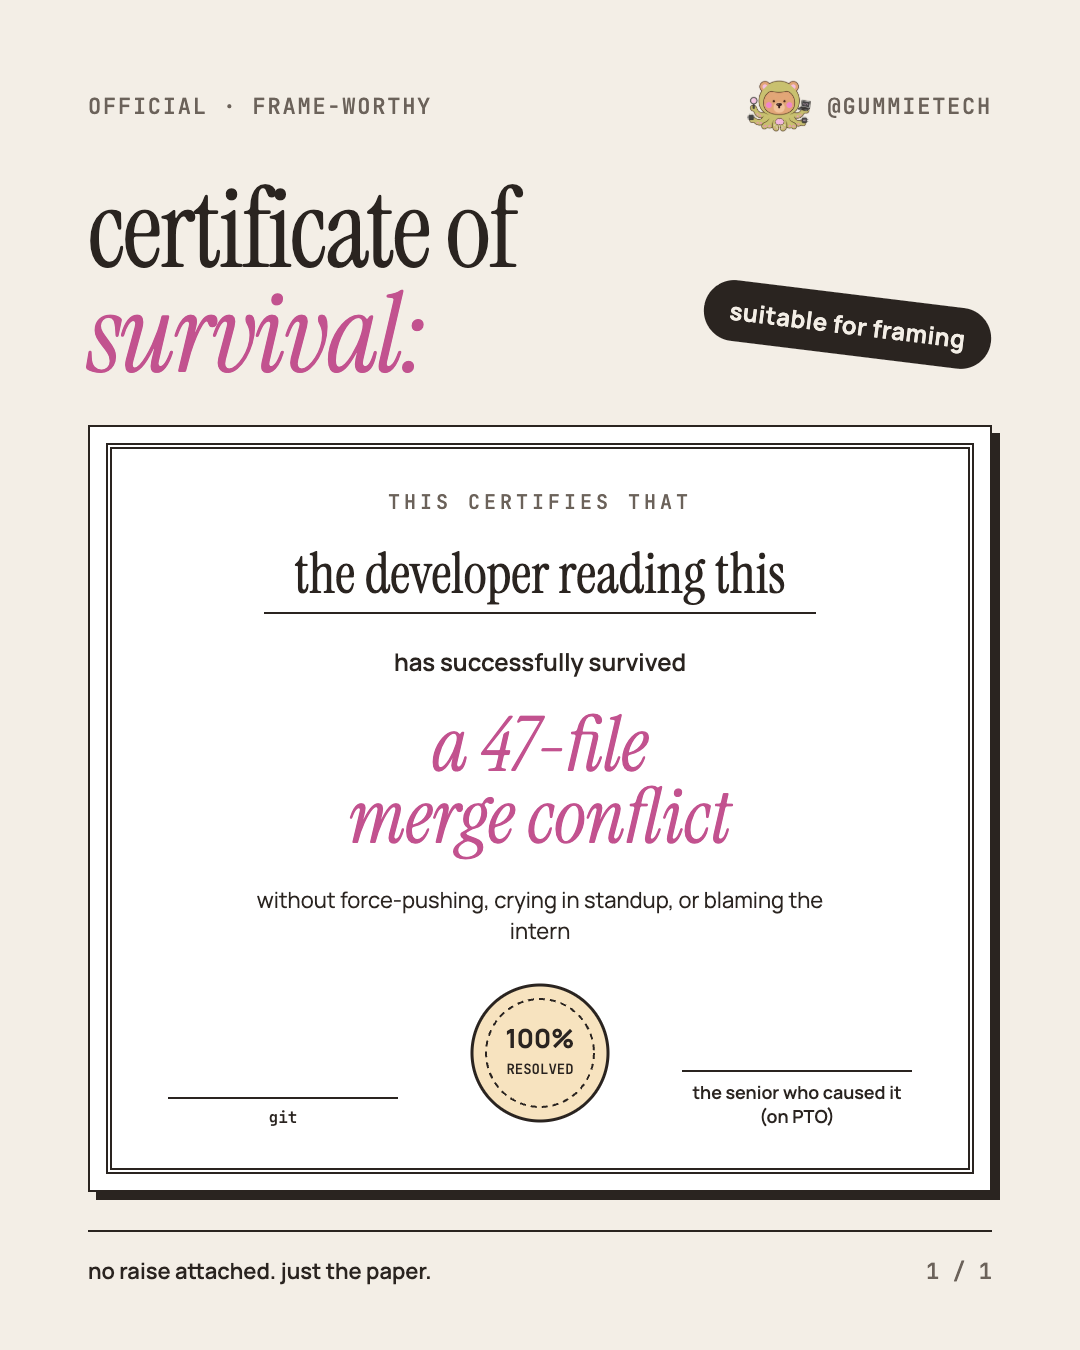 OFFICIAL · FRAME-WORTHY
@GUMMIETECH
certificate of
survival:
suitable for framing
THIS CERTIFIES THAT
the developer reading this
has successfully survived
a 47-file
merge conflict
without force-pushing, crying in standup, or blaming the
intern
100%
RESOLVED
git
the senior who caused it
(on PTO)
no raise attached. just the paper.
1 / 1